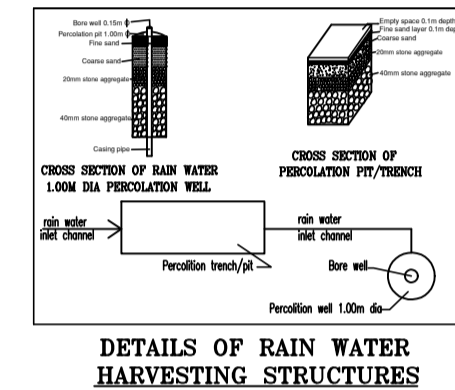 Bore well 0.15m ϕ
Percolation pit 1.00m ϕ
Fine sand
Coarse sand
20mm stone aggregate
40mm stone aggregate
Casing pipe
CROSS SECTION OF RAIN WATER
1.00M DIA PERCOLATION WELL
Empty space 0.1m depth
Fine sand layer 0.1m dep
Coarse sand
20mm stone aggregate
40mm stone aggregate
CROSS SECTION OF
PERCOLATION PIT/TRENCH
rain water
inlet channel
Percolition trench/pit
rain water
inlet channel
Bore well
Percolition well 1.00m dia
DETAILS OF RAIN WATER
HARVESTING STRUCTURES